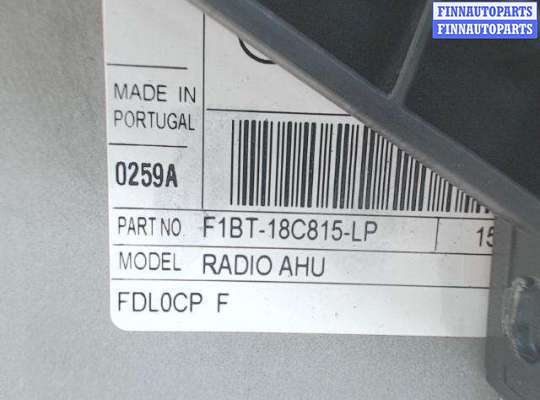 FINNAUTOPARTS
FINNAUTOPARTS
MADE IN
PORTUGAL
0259A
PART NO. F1BT-18C815-LP 15
MODEL RADIO AHU
FDL0CP F